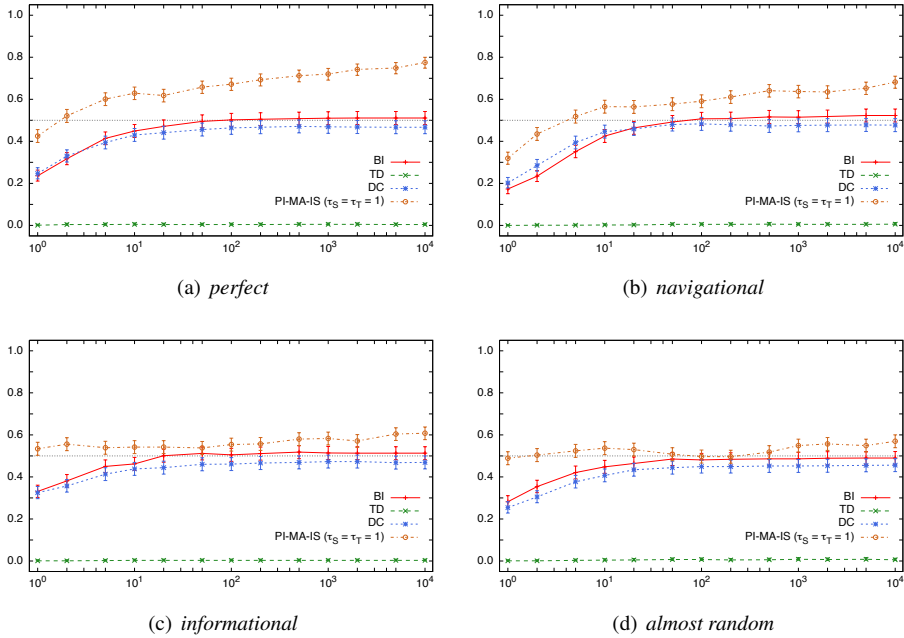 1.0
0.8
0.6
0.4
0.2
0.0
BI
TD
DC
PI-MA-IS (τS = τT = 1)
10^0 10^1 10^2 10^3 10^4
(a) perfect
1.0
0.8
0.6
0.4
0.2
0.0
BI
TD
DC
PI-MA-IS (τS = τT = 1)
10^0 10^1 10^2 10^3 10^4
(b) navigational
1.0
0.8
0.6
0.4
0.2
0.0
BI
TD
DC
PI-MA-IS (τS = τT = 1)
10^0 10^1 10^2 10^3 10^4
(c) informational
1.0
0.8
0.6
0.4
0.2
0.0
BI
TD
DC
PI-MA-IS (τS = τT = 1)
10^0 10^1 10^2 10^3 10^4
(d) almost random